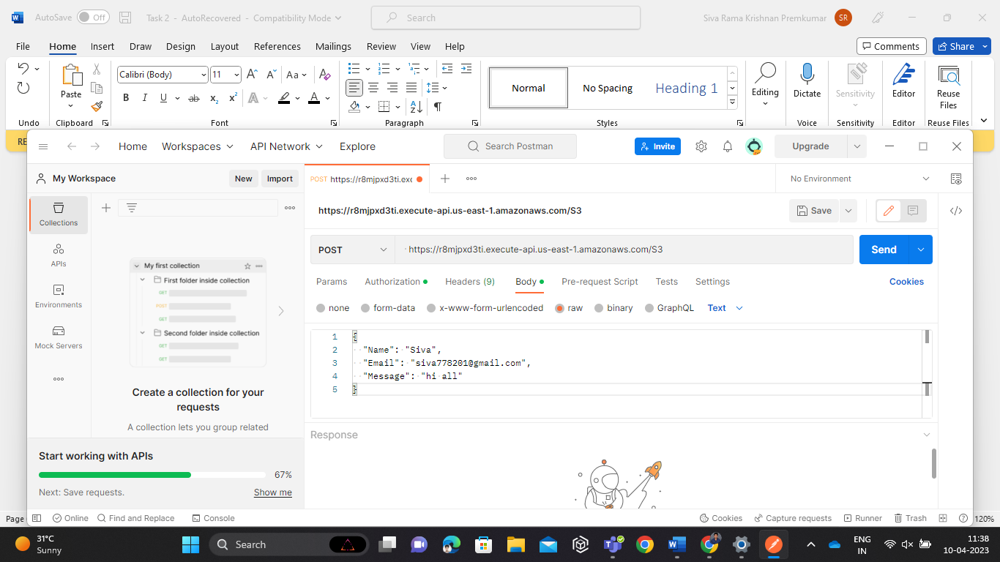 AutoSave Off Task 2 - AutoRecovered - Compatibility Mode Search Siva Rama Krishnan Premkumar SR
File Home Insert Draw Design Layout References Mailings Review View Help Comments Share
Calibri (Body) 11 Aa
Paste B I U ab x₂ x² A A Normal No Spacing Heading 1 Editing Dictate Sensitivity Editor Reuse Files
Undo Clipboard Font Paragraph Styles Voice Sensitivity Editor Reuse Files
RE
Home Workspaces API Network Explore Search Postman Invite Upgrade
My Workspace New Import POST https://r8mjpxd3ti.exe No Environment
Collections
APIs
Environments
Mock Servers
My first collection
First folder inside collection
GET
POST
GET
Second folder inside collection
GET
GET
Create a collection for your
requests
A collection lets you group related
Start working with APIs
67%
Next: Save requests. Show me
https://r8mjpxd3ti.execute-api.us-east-1.amazonaws.com/S3 Save
POST https://r8mjpxd3ti.execute-api.us-east-1.amazonaws.com/S3 Send
Params Authorization Headers (9) Body Pre-request Script Tests Settings Cookies
none form-data x-www-form-urlencoded raw binary GraphQL Text
1 {
2 "Name": "Siva",
3 "Email": "siva778201@gmail.com",
4 "Message": "hi all"
5 }
Response
Page Online Find and Replace Console Cookies Capture requests Runner Trash 120%
31°C
Sunny
Search
ENG
IN
11:38
10-04-2023